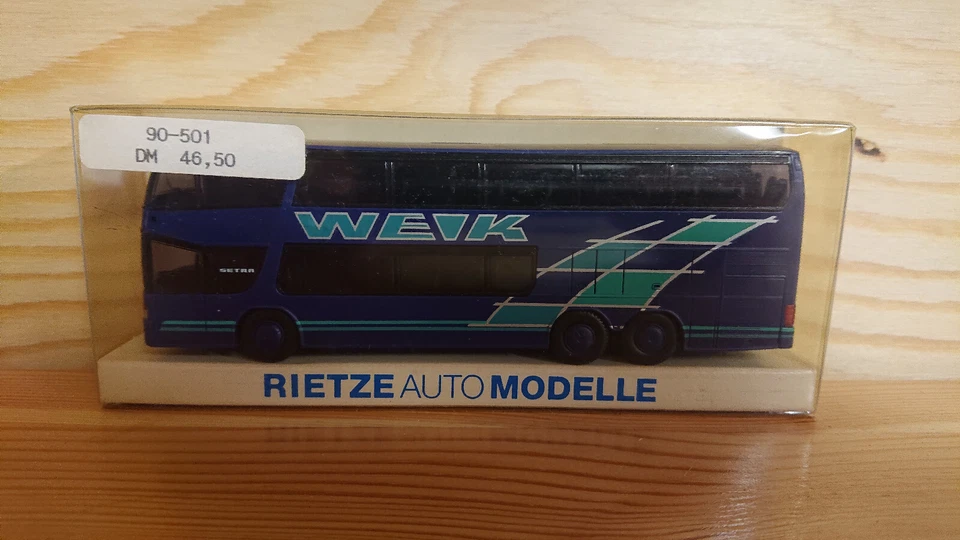 90-501
DM 46,50
WEIK
SETRA
RIETZE AUTO MODELLE